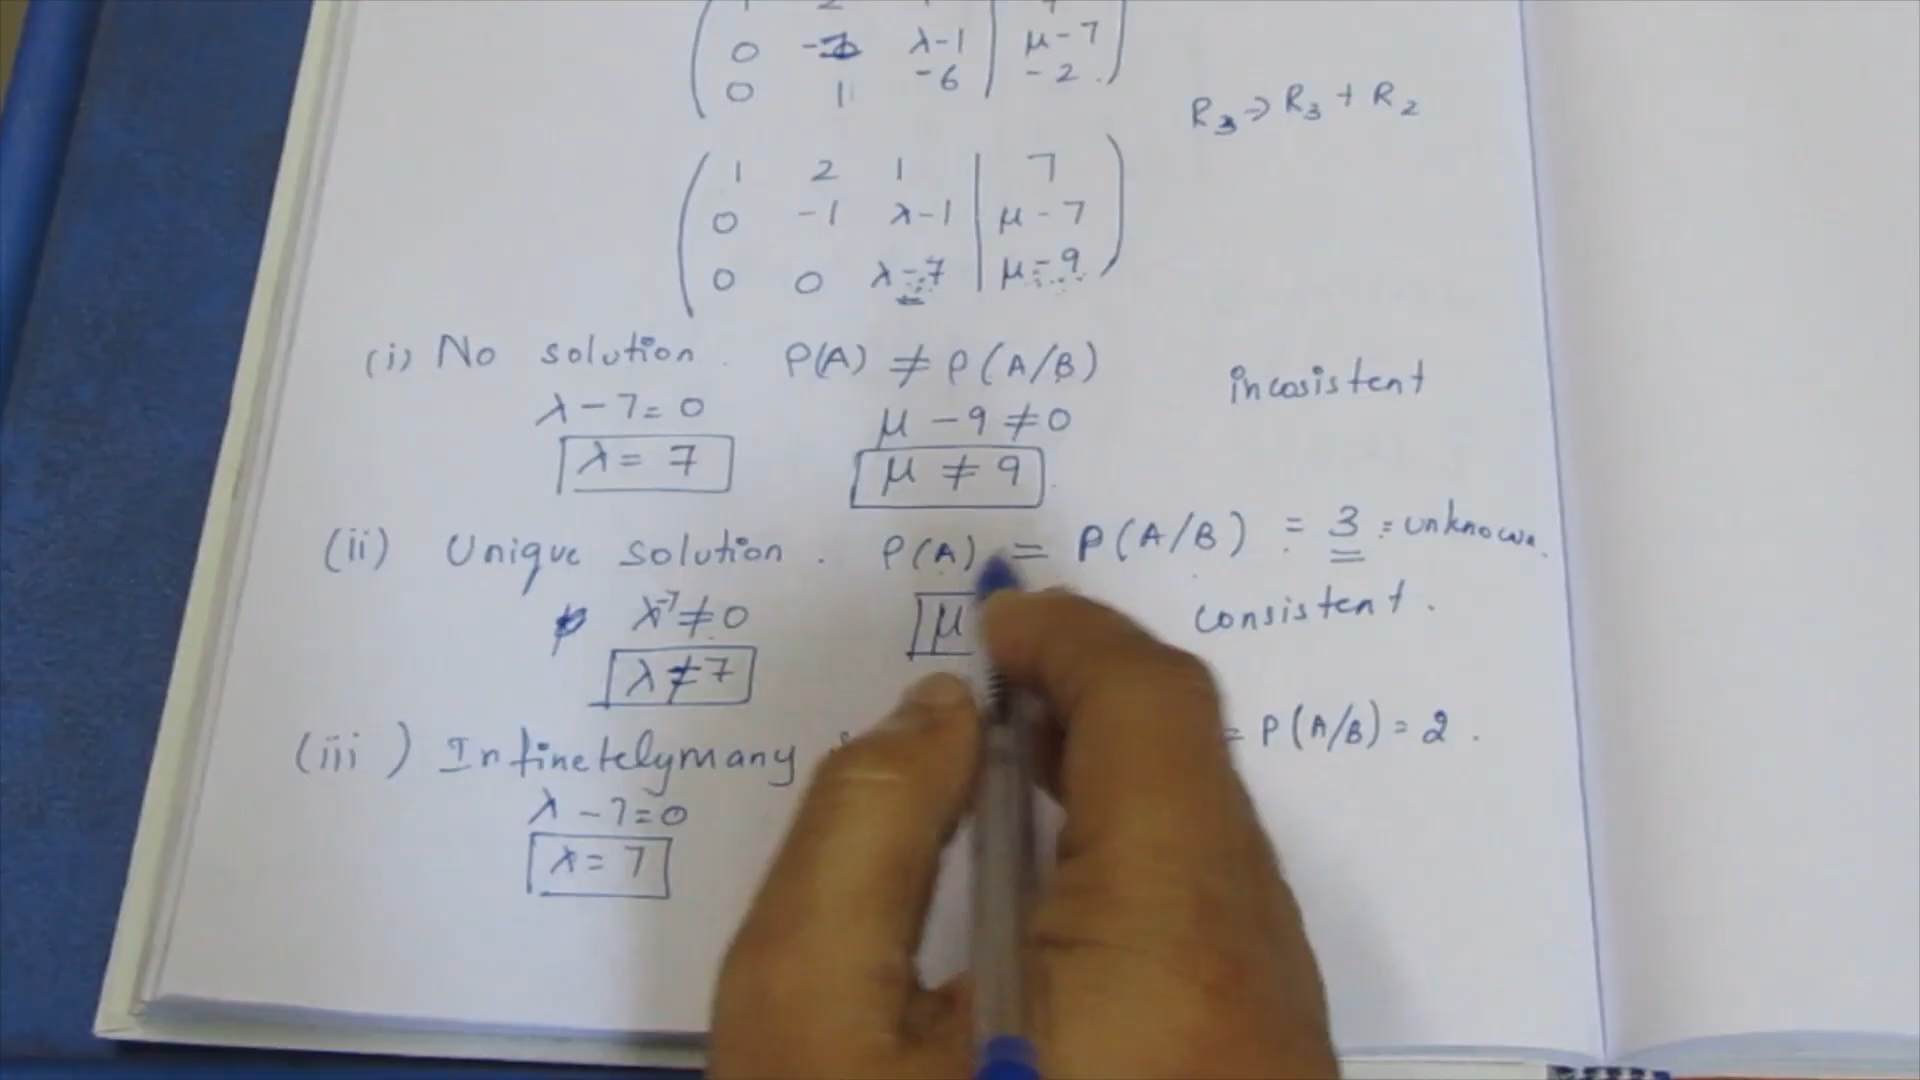 0 -1 λ-1 | μ-7
0 1 -6 | -2
R3 → R3 + R2
1 2 1 | 7
0 -1 λ-1 | μ-7
0 0 λ-7 | μ-9
(i) No solution. ρ(A) ≠ ρ(A/B)
incosistent
λ-7=0 μ-9≠0
λ=7 μ≠9
(ii) Unique solution. ρ(A) = ρ(A/B) = 3 = unknown.
λ-7≠0 μ consistent.
λ≠7
(iii) Infinetelymany = ρ(A/B)=2.
λ-7=0
λ=7